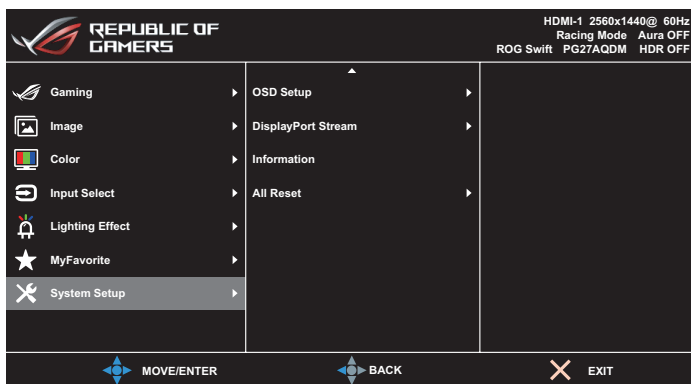 REPUBLIC OF
GAMERS
HDMI-1 2560x1440@ 60Hz
Racing Mode Aura OFF
ROG Swift PG27AQDM HDR OFF
Gaming
Image
Color
Input Select
Lighting Effect
MyFavorite
System Setup
OSD Setup
DisplayPort Stream
Information
All Reset
MOVE/ENTER
BACK
EXIT